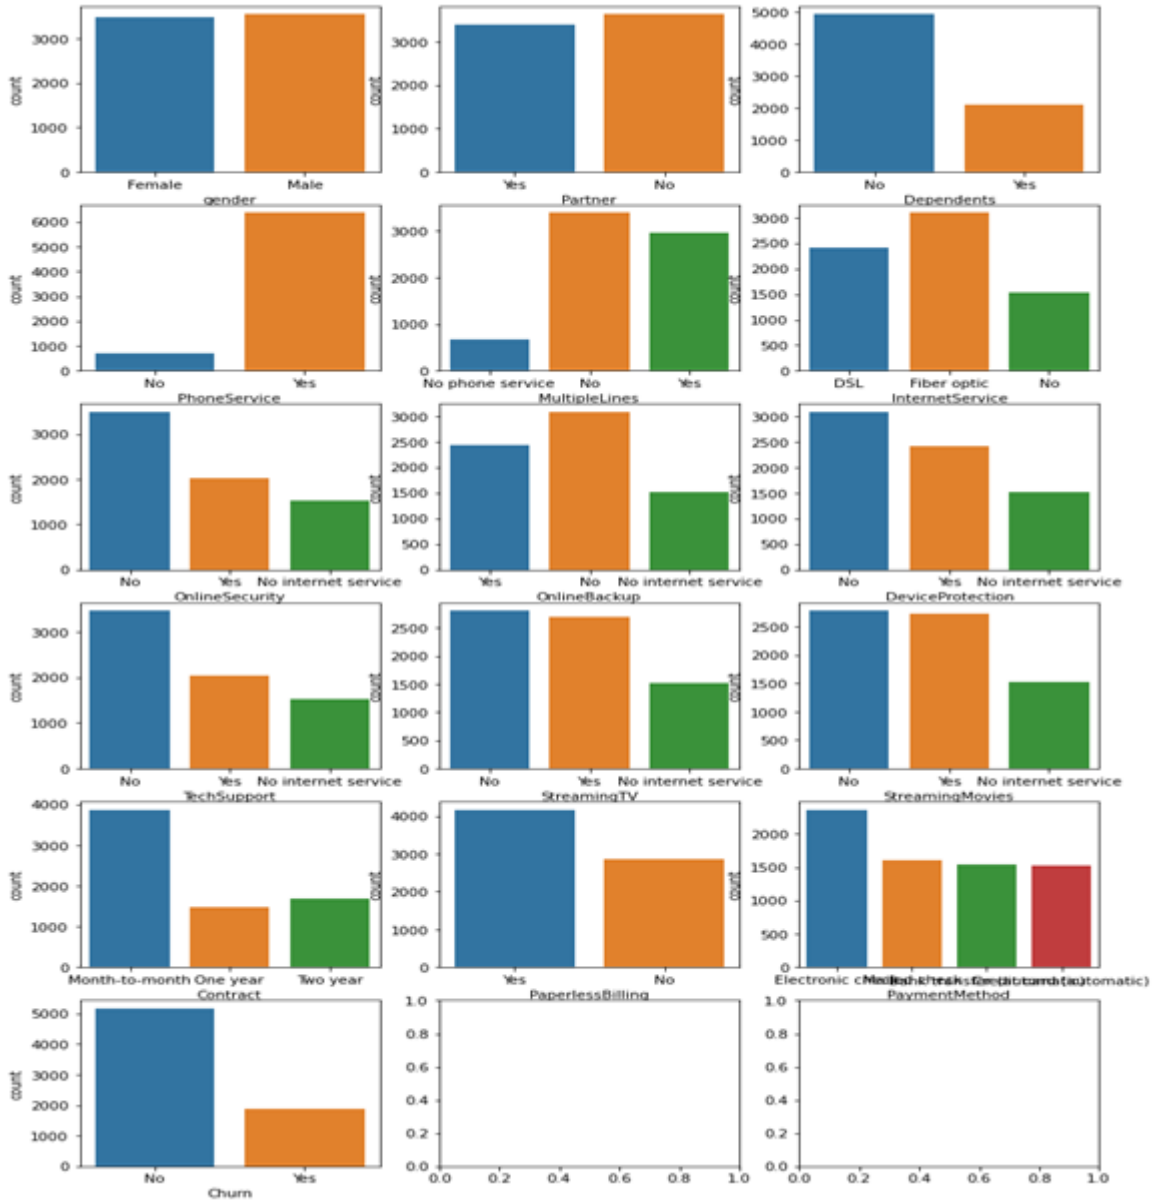 3000
2000
1000
0
count
Female Male
gender
3000
2000
1000
0
count
Yes No
Partner
5000
4000
3000
2000
1000
0
count
No Yes
Dependents
6000
5000
4000
3000
2000
1000
0
count
No Yes
PhoneService
3000
2000
1000
0
count
No phone service No Yes
MultipleLines
3000
2500
2000
1500
1000
500
0
count
DSL Fiber optic No
InternetService
3000
2000
1000
0
count
No Yes No internet service
OnlineSecurity
3000
2500
2000
1500
1000
500
0
count
Yes No No internet service
OnlineBackup
3000
2500
2000
1500
1000
500
0
count
No Yes No internet service
DeviceProtection
3000
2000
1000
0
count
No Yes No internet service
TechSupport
2500
2000
1500
1000
500
0
count
No Yes No internet service
StreamingTV
2500
2000
1500
1000
500
0
count
No Yes No internet service
StreamingMovies
4000
3000
2000
1000
0
count
Month-to-month One year Two year
Contract
4000
3000
2000
1000
0
count
Yes No
PaperlessBilling
2000
1500
1000
500
0
count
Electronic
PaymentMethod
5000
4000
3000
2000
1000
0
count
No Yes
Churn
1.0
0.8
0.6
0.4
0.2
0.0
0.0 0.2 0.4 0.6 0.8 1.0
1.0
0.8
0.6
0.4
0.2
0.0
0.0 0.2 0.4 0.6 0.8 1.0